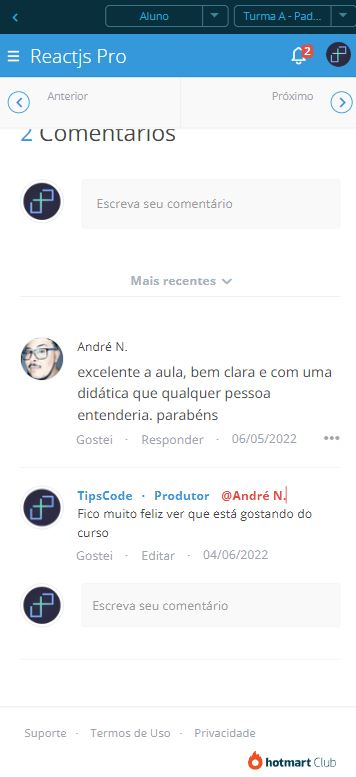 Aluno Turma A - Pad...
Reactjs Pro 2
Anterior Próximo
2 Comentários
Escreva seu comentário
Mais recentes
André N.
excelente a aula, bem clara e com uma
didática que qualquer pessoa
entenderia. parabéns
Gostei · Responder · 06/05/2022
TipsCode · Produtor @André N.
Fico muito feliz ver que está gostando do
curso
Gostei · Editar · 04/06/2022
Escreva seu comentário
Suporte · Termos de Uso · Privacidade
hotmart Club